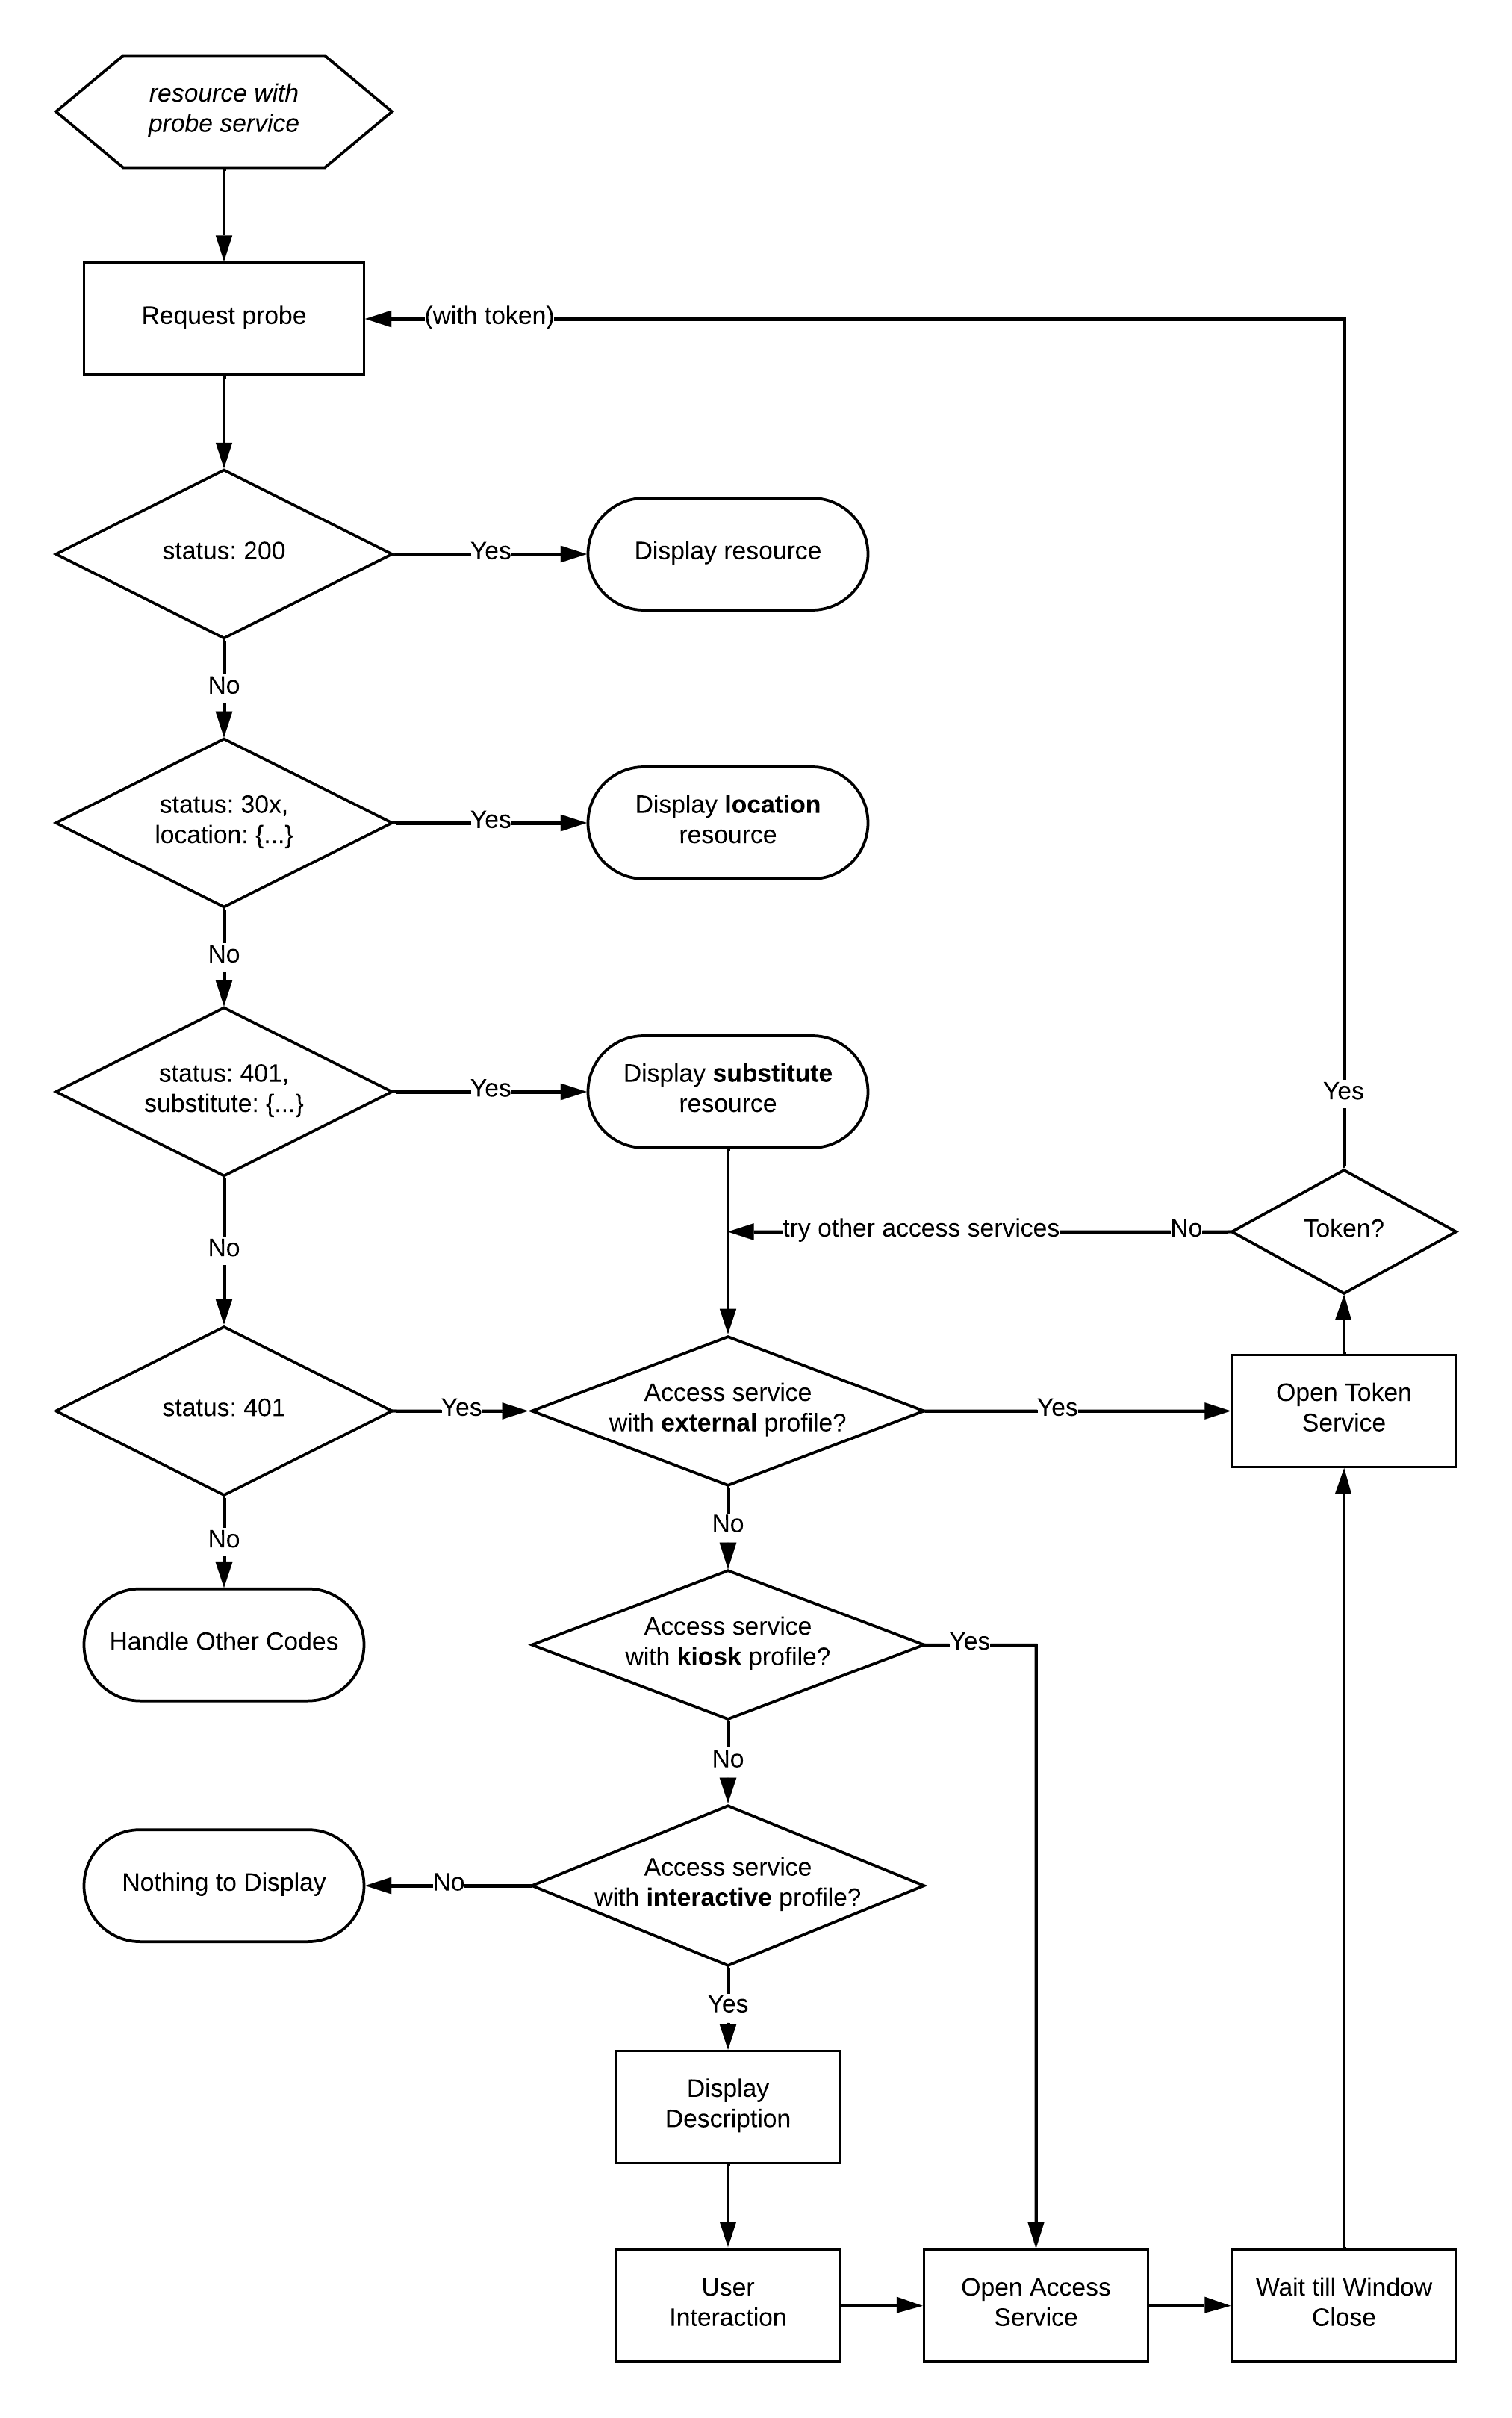 resource with
probe service
Request probe
(with token)
status: 200
Yes
Display resource
No
status: 30x,
location: {...}
Yes
Display location
resource
No
status: 401,
substitute: {...}
Yes
Display substitute
resource
Yes
No
try other access services
No
Token?
status: 401
Yes
Access service
with external profile?
Yes
Open Token
Service
No
No
Handle Other Codes
Access service
with kiosk profile?
Yes
No
Nothing to Display
No
Access service
with interactive profile?
Yes
Display
Description
User
Interaction
Open Access
Service
Wait till Window
Close